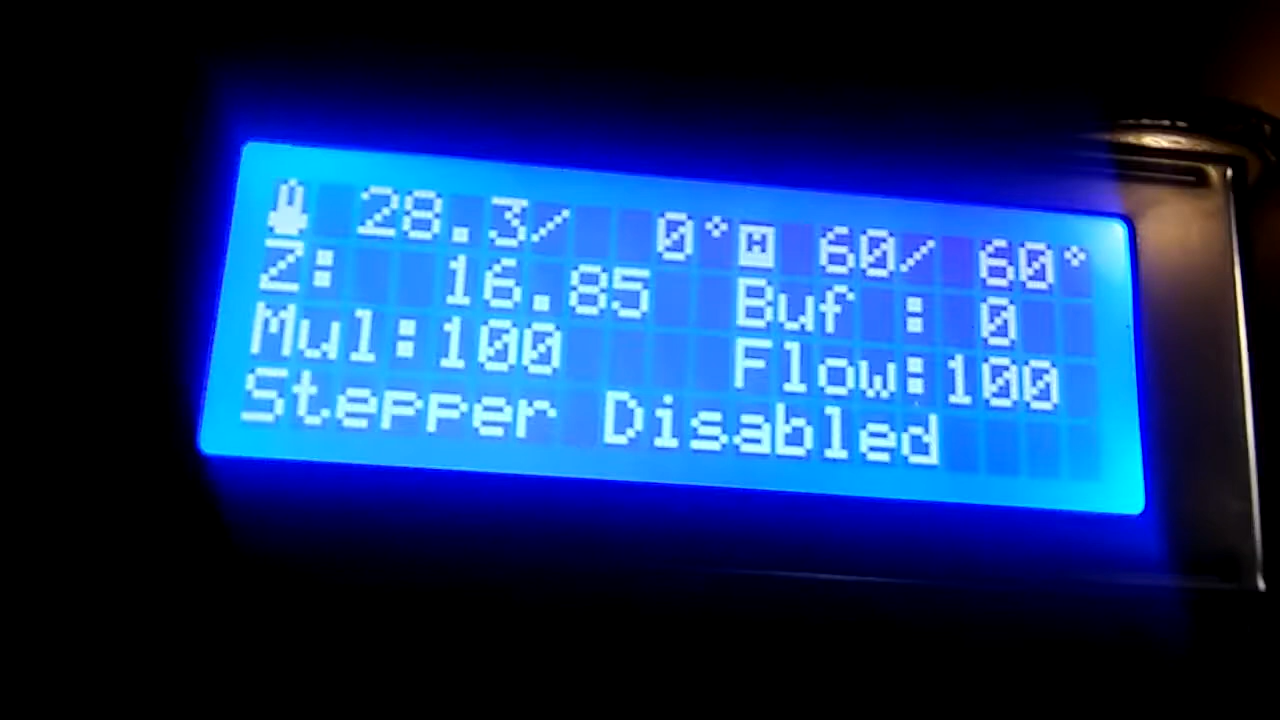 28.3/ 0° 60/ 60°
Z: 16.85 Buf : 0
Mul:100 Flow:100
Stepper Disabled